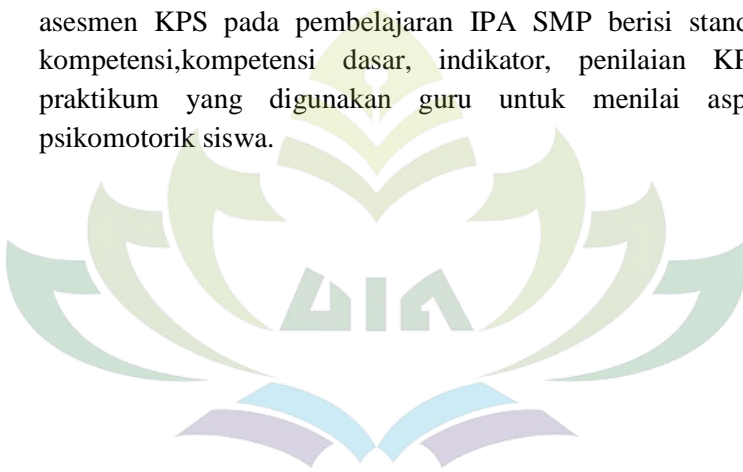 asesmen KPS pada pembelajaran IPA SMP berisi
kompetensi,kompetensi dasar, indikator, penilaian
praktikum yang digunakan guru untuk menilai
psikomotorik siswa.
UIN